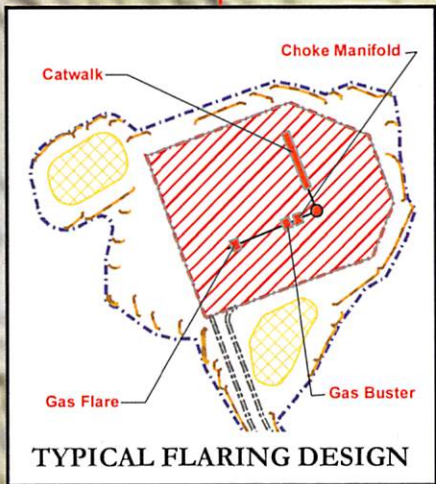 Choke Manifold
Catwalk
Gas Flare
Gas Buster
TYPICAL FLARING DESIGN